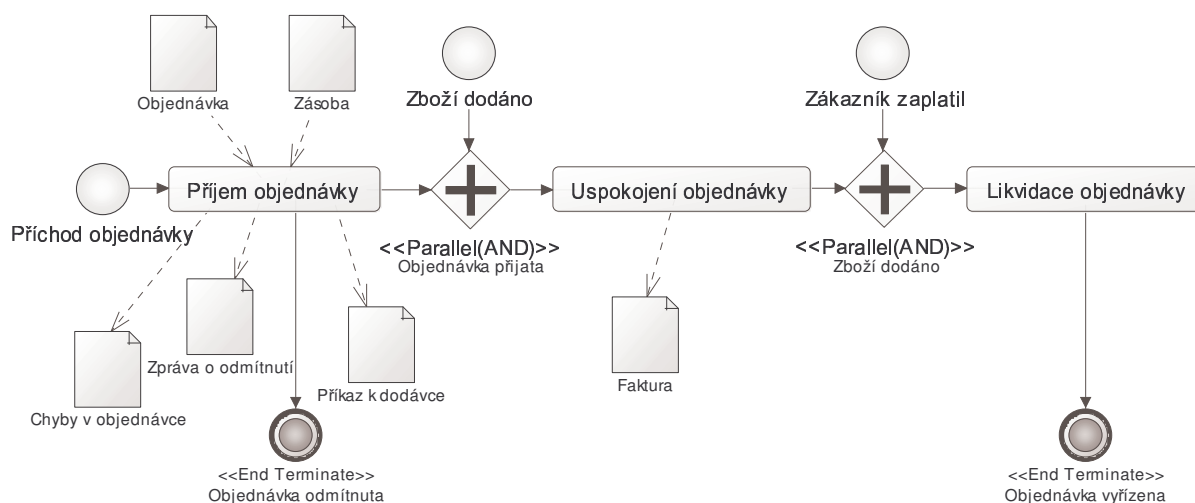 Objednávka
Zásoba
Zboží dodáno
Zákazník zaplatil
Příjem objednávky
Uspokojení objednávky
Likvidace objednávky
Příchod objednávky
<<Parallel(AND)>>
Objednávka přijata
<<Parallel(AND)>>
Zboží dodáno
Zpráva o odmítnutí
Příkaz k dodávce
Faktura
Chyby v objednávce
<<End Terminate>>
Objednávka odmítnuta
<<End Terminate>>
Objednávka vyřízena